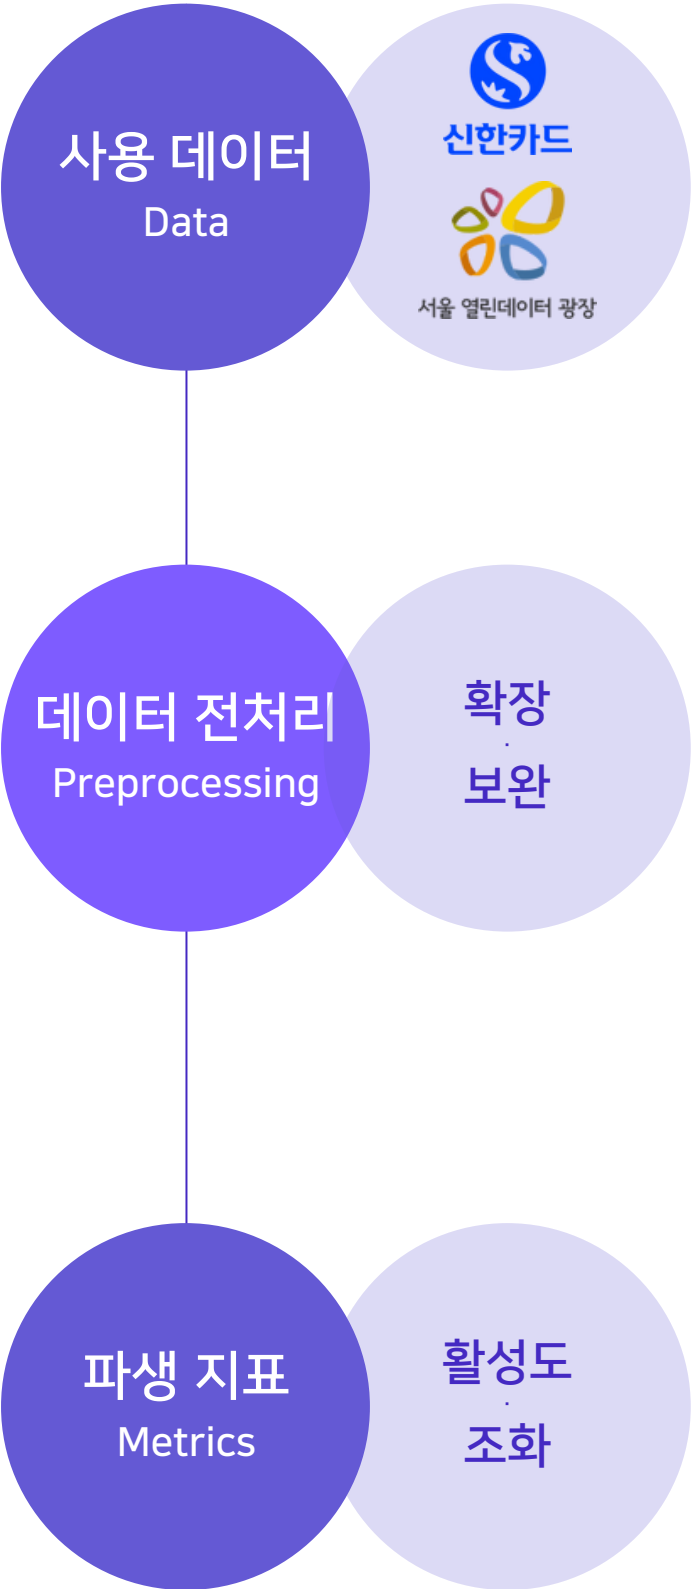 사용 데이터
Data
신한카드
서울 열린데이터 광장
데이터 전처리
Preprocessing
확장
·
보완
파생 지표
Metrics
활성도
·
조화